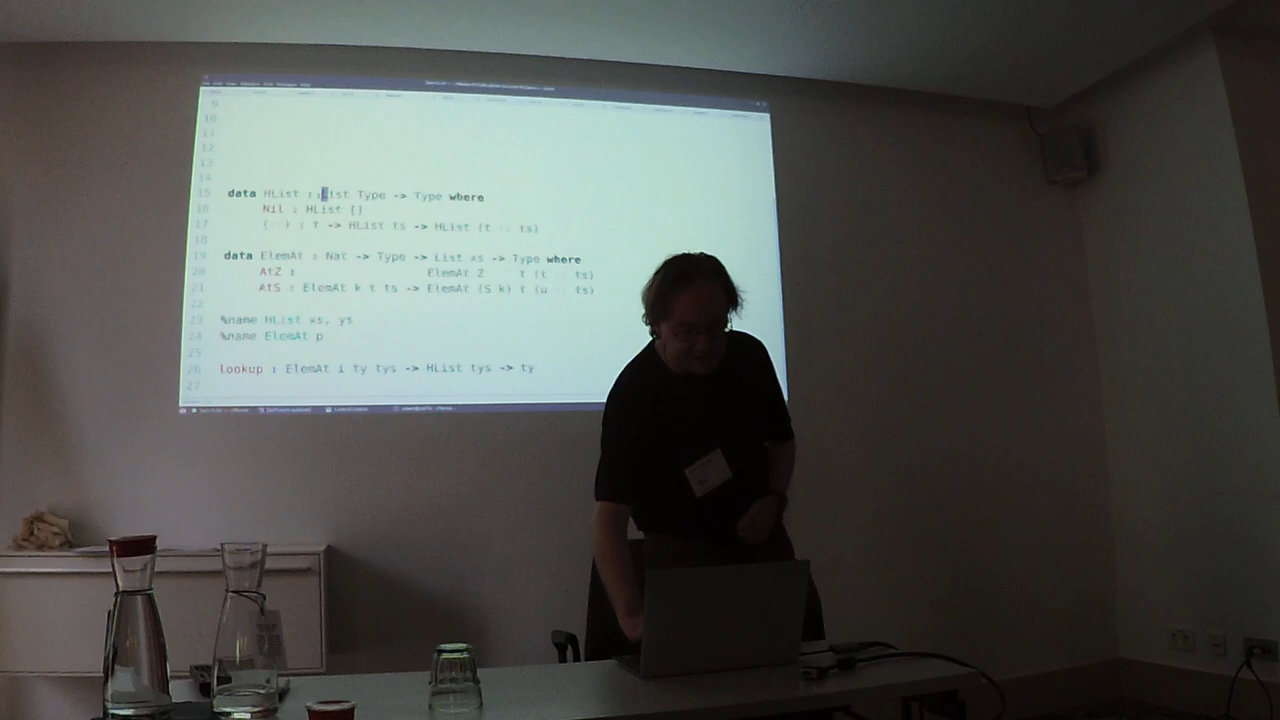 9
10
11
12
13
14
15 data HList ::List Type -> Type where
16 Nil : HList []
17 (::) : t -> HList ts -> HList (t :: ts)
18
19 data ElemAt : Nat -> Type -> List xs -> Type where
20 AtZ : ElemAt Z t (t :: ts)
21 AtS : ElemAt k t ts -> ElemAt (S k) t (u :: ts)
22
23 %name HList xs, ys
24 %name ElemAt p
25
26 lookup : ElemAt i ty tys -> HList tys -> ty
27